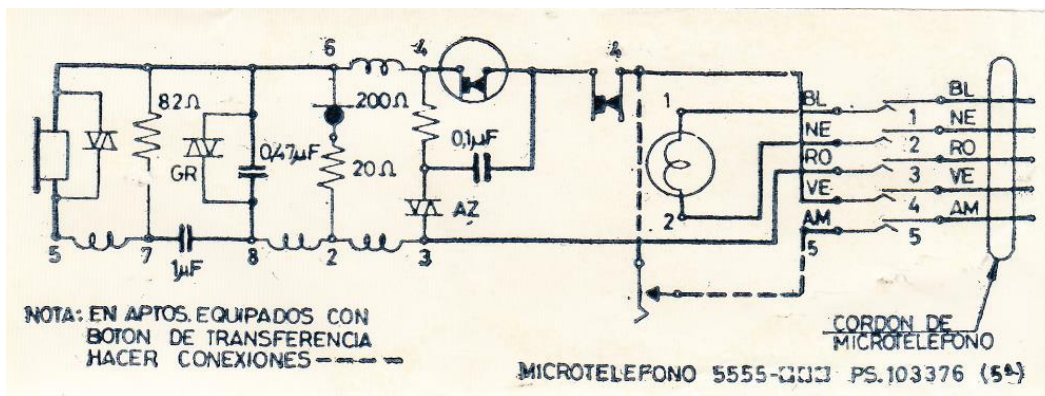 6
4
4
82Ω
200Ω
1
BL
BL
0,47µF
0,1µF
NE
1
NE
GR
20Ω
RO
2
RO
VE
3
VE
AZ
2
AM
4
AM
5
7
8
2
3
5
5
1µF
NOTA: EN APTOS. EQUIPADOS CON
BOTON DE TRANSFERENCIA
HACER CONEXIONES
CORDON DE
MICROTELEFONO
MICROTELEFONO 5555-□□□ PS.103376 (5ª)